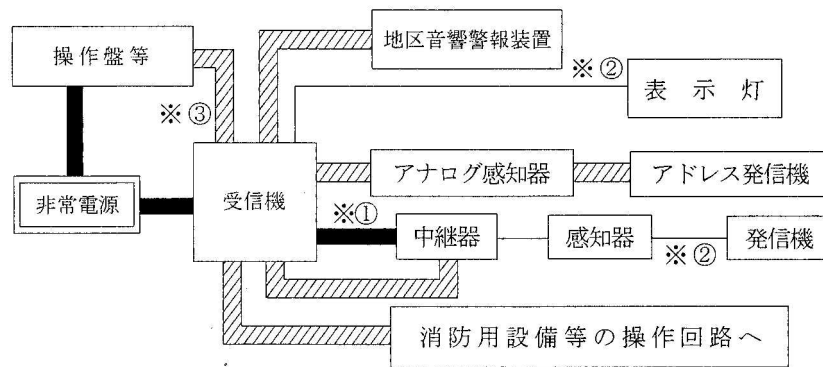 操作盤等
地区音響警報装置
※②
表示灯
※③
非常電源
受信機
アナログ感知器
アドレス発信機
※①
中継器
感知器
※②
発信機
消防用設備等の操作回路へ